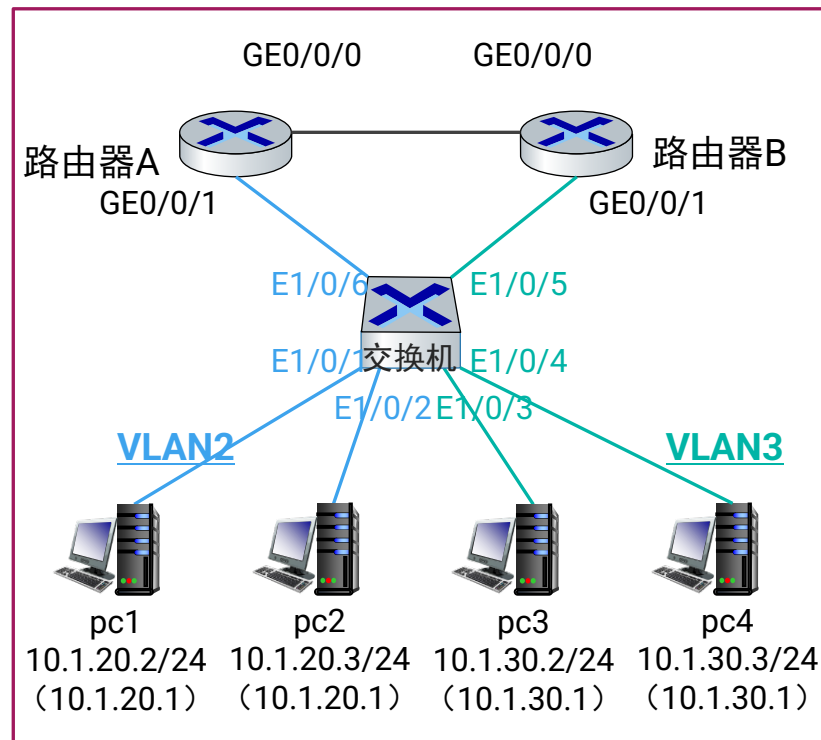 GE0/0/0 GE0/0/0
路由器A 路由器B
GE0/0/1 GE0/0/1
E1/0/6 E1/0/5
交换机
E1/0/1 E1/0/4
E1/0/2 E1/0/3
VLAN2 VLAN3
pc1 pc2 pc3 pc4
10.1.20.2/24 10.1.20.3/24 10.1.30.2/24 10.1.30.3/24
（10.1.20.1） （10.1.20.1） （10.1.30.1） （10.1.30.1）